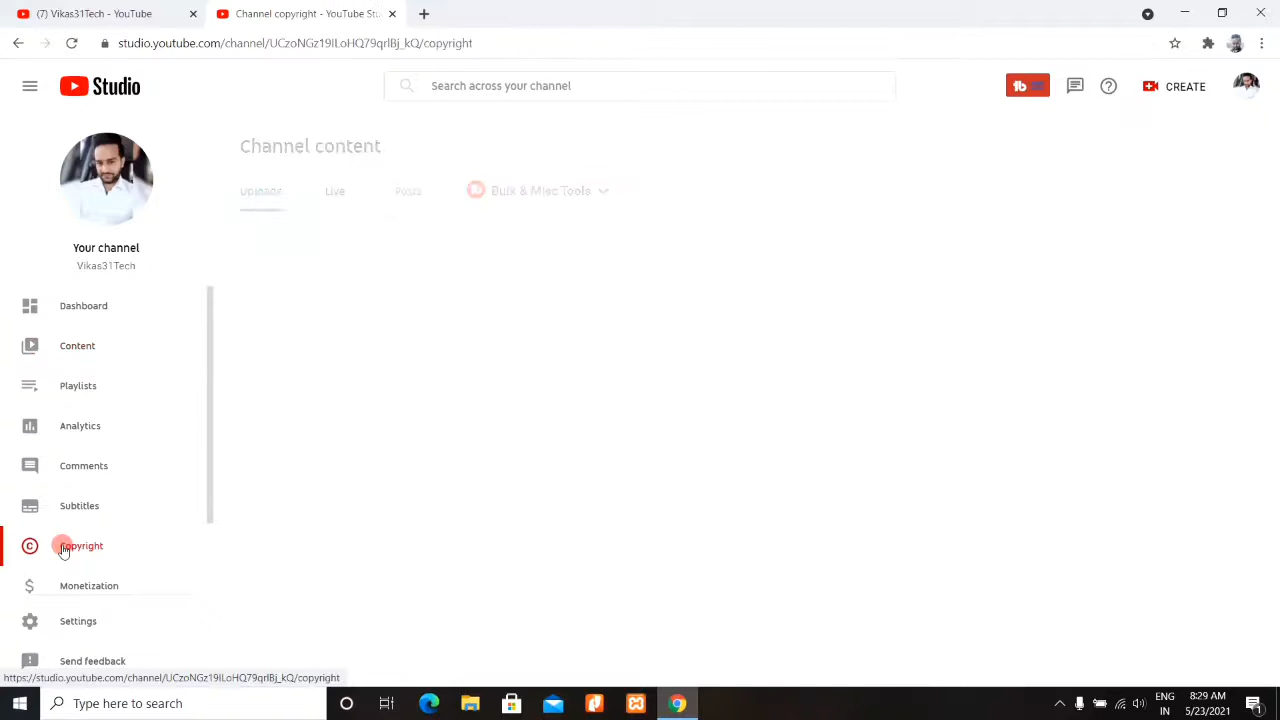 (7) Vikas31Tech - YouTube
Channel copyright - YouTube Stu
studio.youtube.com/channel/UCzoNGz19ILoHQ79qrlBj_kQ/copyright
Studio
Search across your channel
CREATE
Channel content
Uploads Live Posts Bulk & Misc Tools
Your channel
Vikas31Tech
Dashboard
Content
Playlists
Analytics
Comments
Subtitles
Copyright
Monetization
Settings
Send feedback
https://studio.youtube.com/channel/UCzoNGz19ILoHQ79qrlBj_kQ/copyright
Type here to search
ENG
IN
8:29 AM
5/23/2021